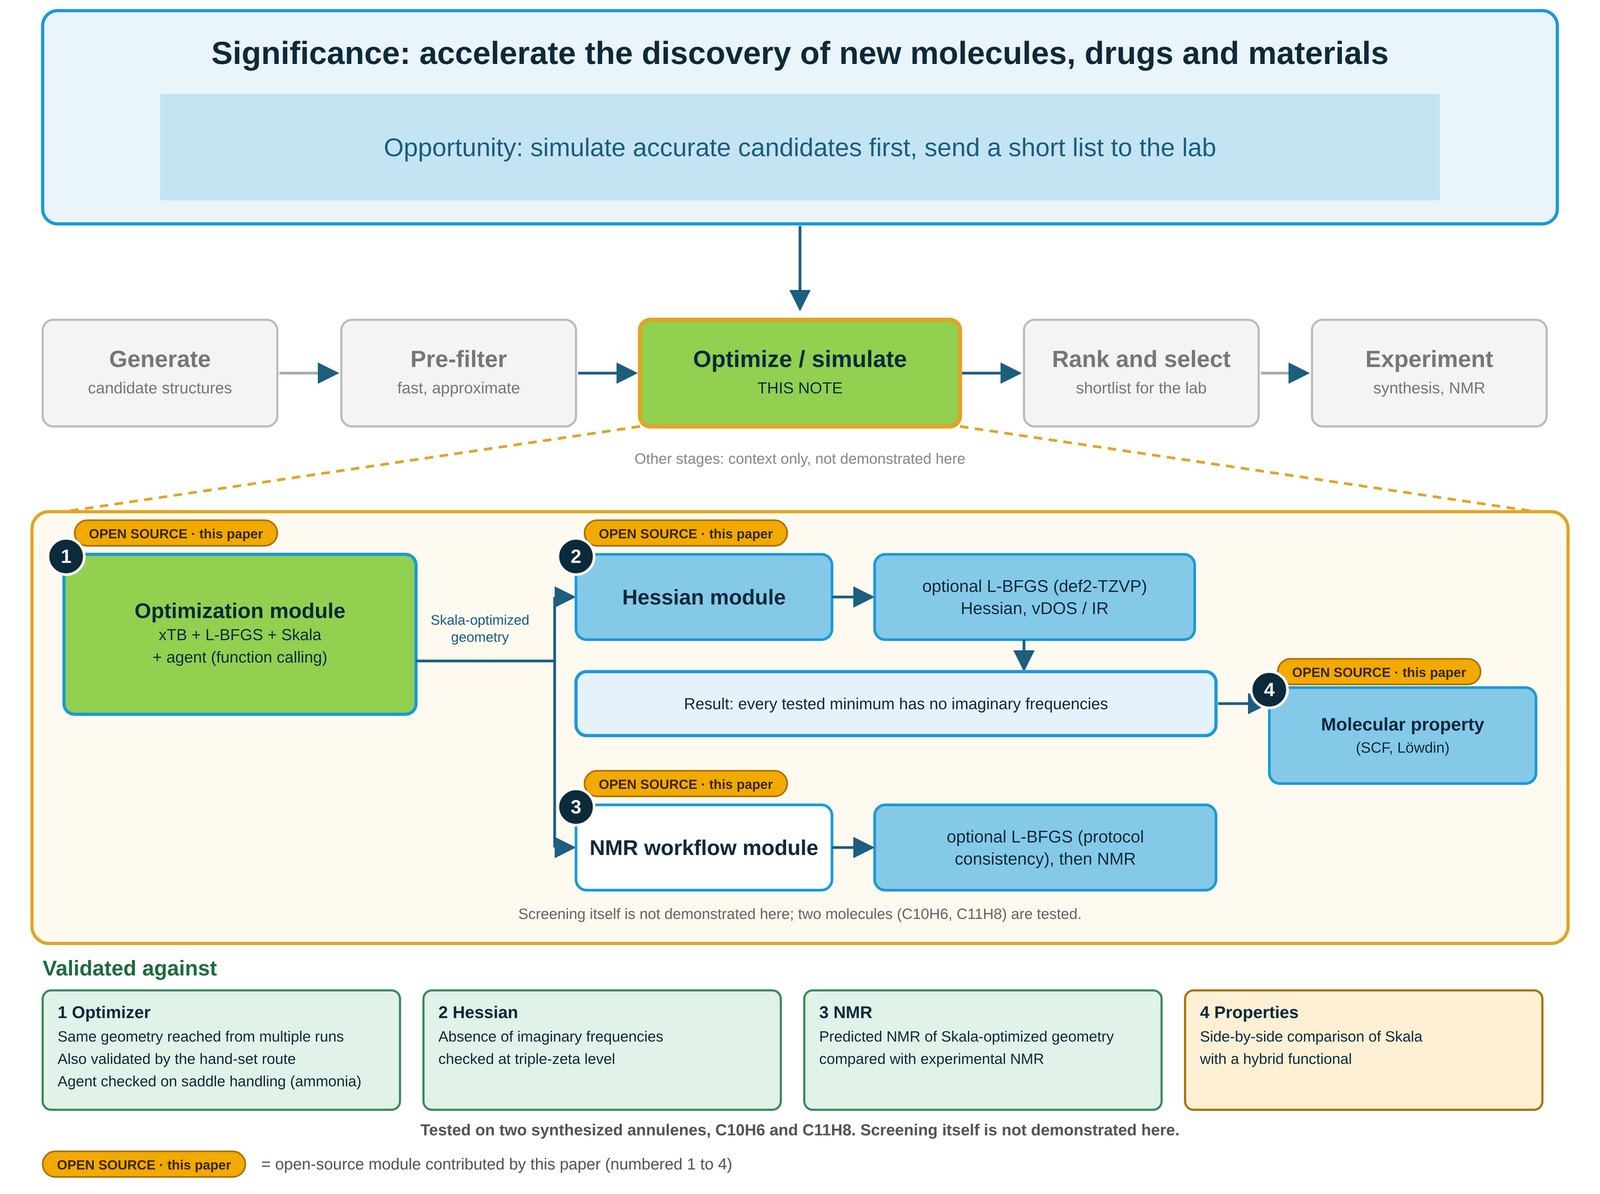 Significance: accelerate the discovery of new molecules, drugs and materials
Opportunity: simulate accurate candidates first, send a short list to the lab
Generate
candidate structures
Pre-filter
fast, approximate
Optimize / simulate
THIS NOTE
Rank and select
shortlist for the lab
Experiment
synthesis, NMR
Other stages: context only, not demonstrated here
OPEN SOURCE · this paper
1
Optimization module
xTB + L-BFGS + Skala
+ agent (function calling)
Skala-optimized
geometry
OPEN SOURCE · this paper
2
Hessian module
optional L-BFGS (def2-TZVP)
Hessian, vDOS / IR
Result: every tested minimum has no imaginary frequencies
OPEN SOURCE · this paper
4
Molecular property
(SCF, Löwdin)
OPEN SOURCE · this paper
3
NMR workflow module
optional L-BFGS (protocol
consistency), then NMR
Screening itself is not demonstrated here; two molecules (C10H6, C11H8) are tested.
Validated against
1 Optimizer
Same geometry reached from multiple runs
Also validated by the hand-set route
Agent checked on saddle handling (ammonia)
2 Hessian
Absence of imaginary frequencies
checked at triple-zeta level
3 NMR
Predicted NMR of Skala-optimized geometry
compared with experimental NMR
4 Properties
Side-by-side comparison of Skala
with a hybrid functional
Tested on two synthesized annulenes, C10H6 and C11H8. Screening itself is not demonstrated here.
OPEN SOURCE · this paper
= open-source module contributed by this paper (numbered 1 to 4)